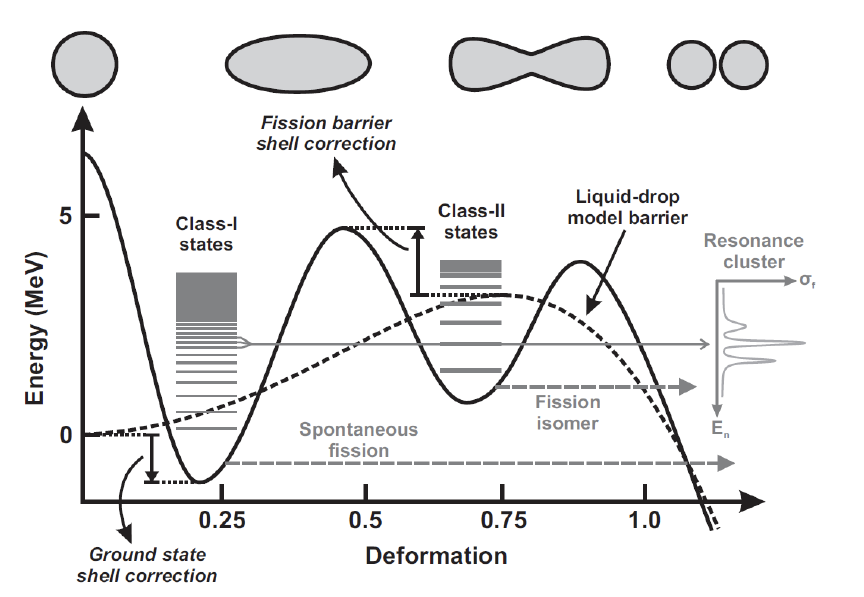 Fission barrier
shell correction
Class-I
states
Class-II
states
Liquid-drop
model barrier
Resonance
cluster
σf
En
5
0
Energy (MeV)
Fission
isomer
Spontaneous
fission
0.25
0.5
0.75
1.0
Deformation
Ground state
shell correction